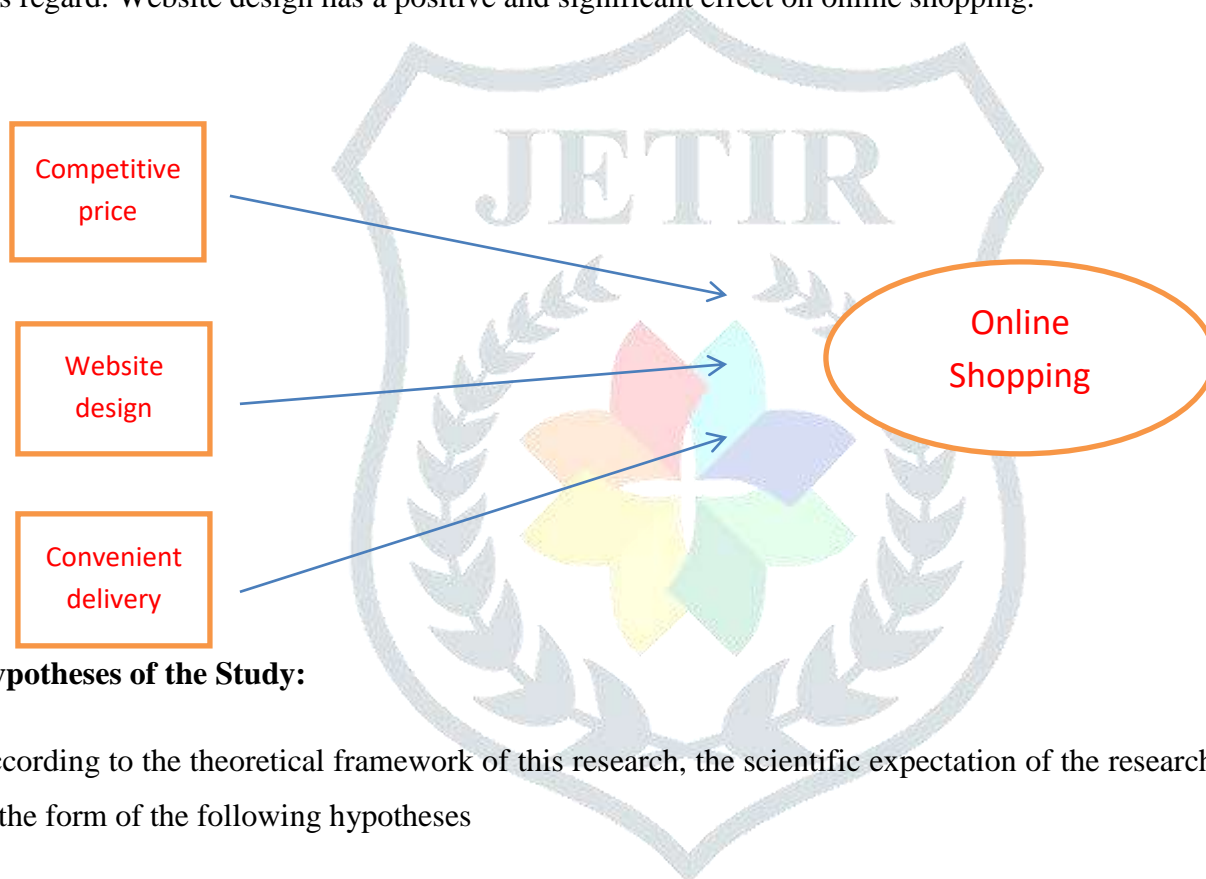 s regard. Website design has a positive and significant effect on online shopping.
JETIR
Competitive
price
Online
Shopping
Website
design
Convenient
delivery
ypotheses of the Study:
ccording to the theoretical framework of this research, the scientific expectation of the research
the form of the following hypotheses